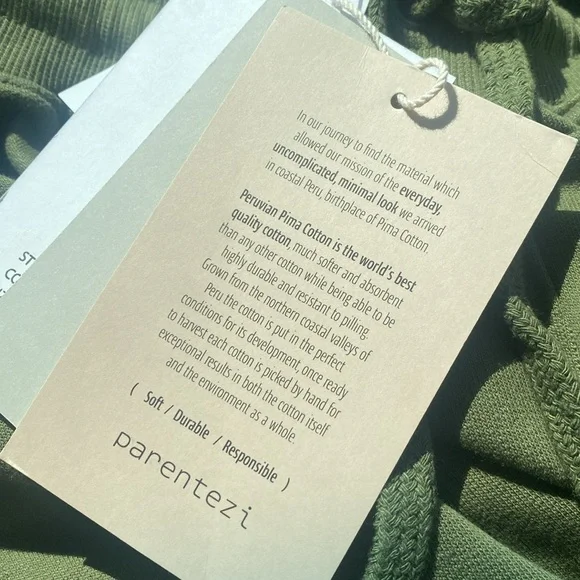 In our journey to find the material which
allowed our mission of the everyday,
uncomplicated, minimal look we arrived
in coastal Peru, birthplace of Pima Cotton.
Peruvian Pima Cotton is the world's best
quality cotton, much softer and absorbent
than any other cotton while being able to be
highly durable and resistant to pilling.
Grown from the northern coastal valleys of
Peru the cotton is put in the perfect
conditions for its development, once ready
to harvest each cotton is picked by hand for
exceptional results in both the cotton itself
and the environment as a whole.
( Soft / Durable / Responsible )
parentezi
ST
CO